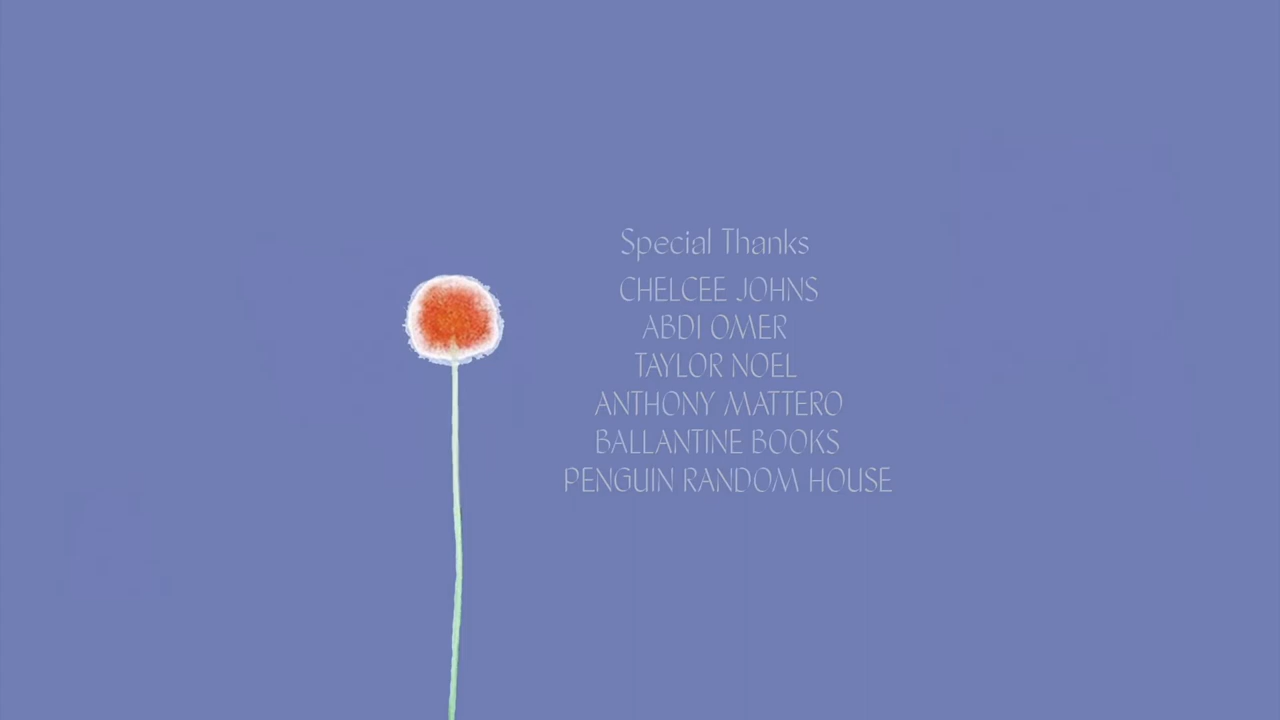 Special Thanks
CHELCEE JOHNS
ABDI OMER
TAYLOR NOEL
ANTHONY MATTERO
BALLANTINE BOOKS
PENGUIN RANDOM HOUSE